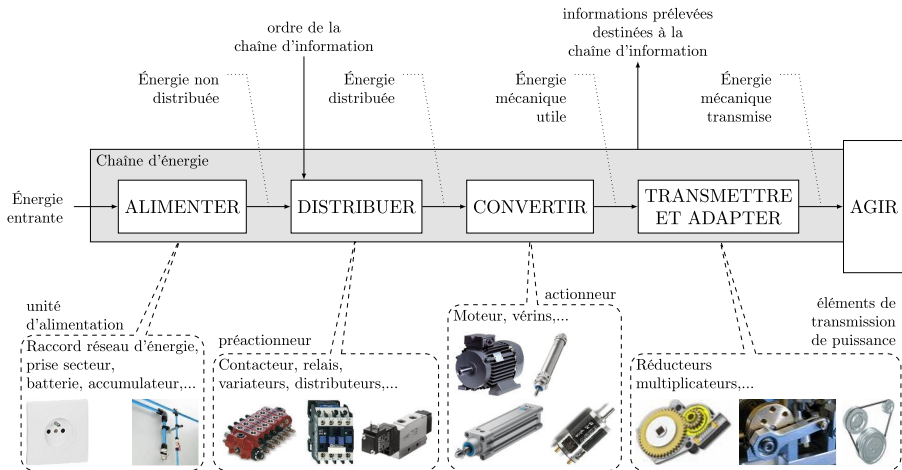 ordre de la
chaîne d'information
informations prélevées
destinées à la
chaîne d'information
Énergie non
distribuée
Énergie
distribuée
Énergie
mécanique
utile
Énergie
mécanique
transmise
Chaîne d'énergie
Énergie
entrante
ALIMENTER
DISTRIBUER
CONVERTIR
TRANSMETTRE
ET ADAPTER
AGIR
unité
d'alimentation
Raccord réseau d'énergie,
prise secteur,
batterie, accumulateur,...
préactionneur
Contacteur, relais,
variateurs, distributeurs,...
actionneur
Moteur, vérins,...
éléments de
transmission
de puissance
Réducteurs
multiplicateurs,...